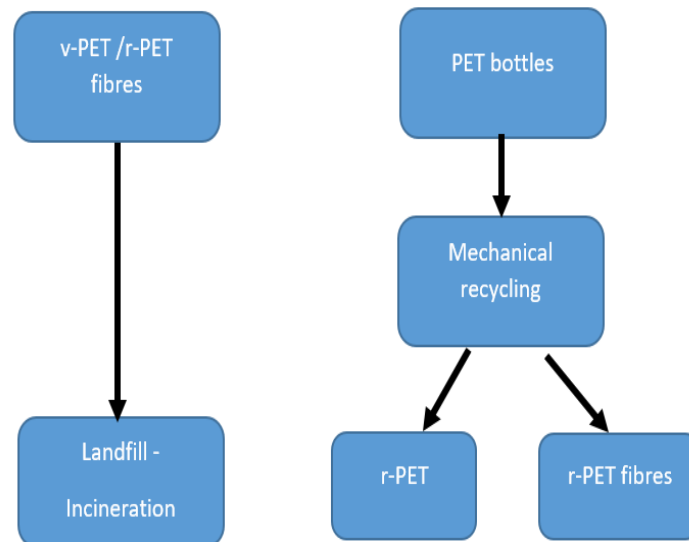 v-PET /r-PET
fibres
PET bottles
Mechanical
recycling
Landfill -
Incineration
r-PET
r-PET fibres